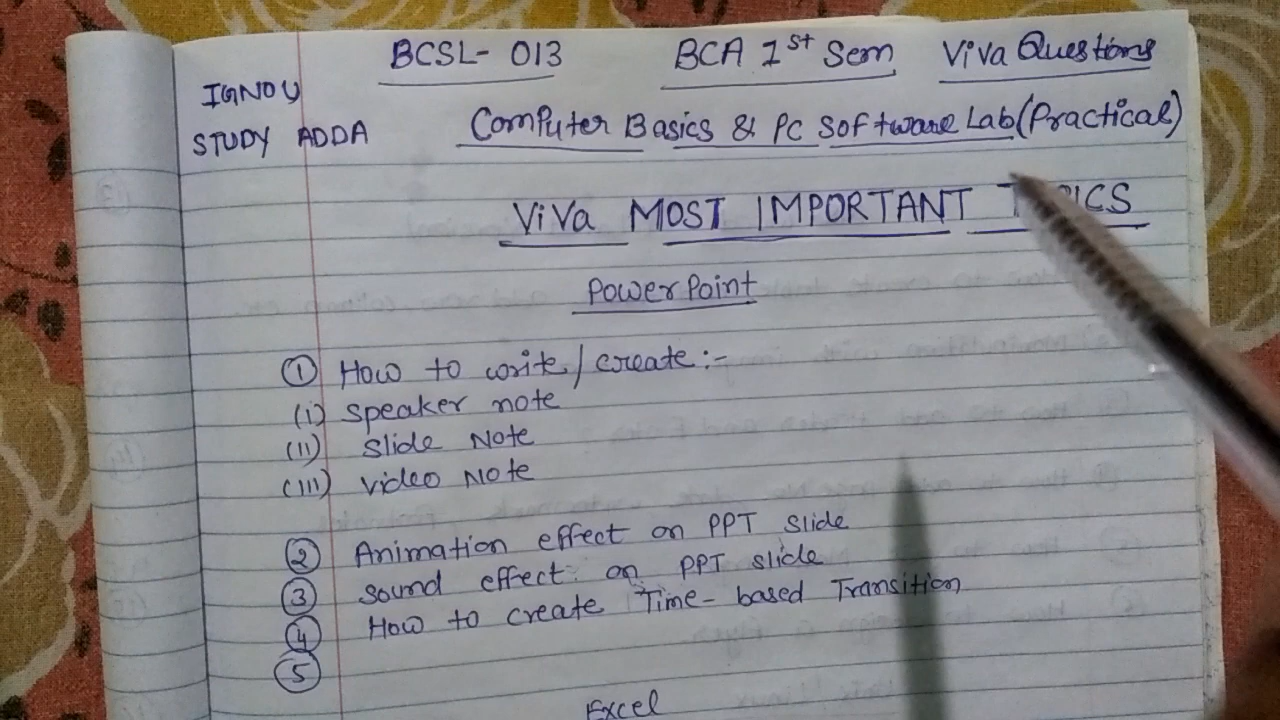 BCSL- 013 BCA 1st Sem Viva Questions
IGNOU
STUDY ADDA Computer Basics & PC Software Lab(Practical)
ViVa MOST IMPORTANT
PowerPoint
① How to write/create:-
(i) Speaker note
(ii) Slide Note
(iii) video Note
② Animation effect on PPT Slide
③ Sound effect on PPT slide
④ How to create Time-based Transition
⑤
Excel